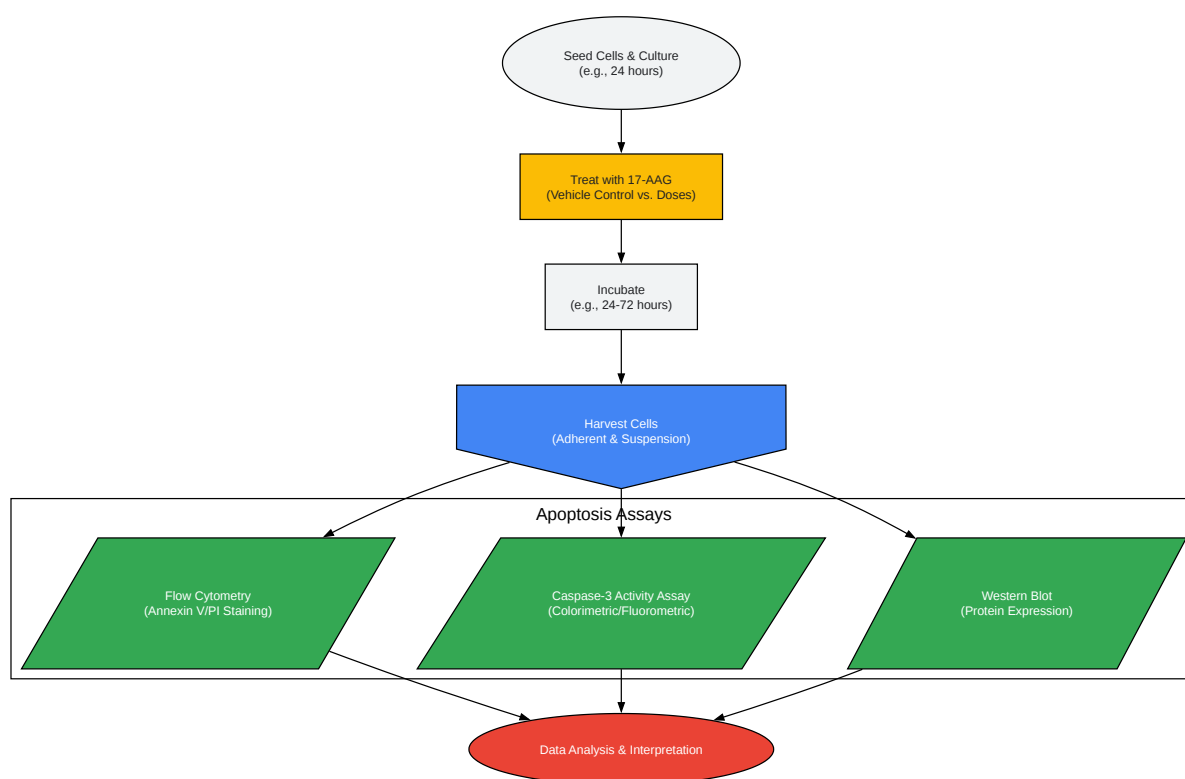 Seed Cells & Culture
(e.g., 24 hours)
Treat with 17-AAG
(Vehicle Control vs. Doses)
Incubate
(e.g., 24-72 hours)
Harvest Cells
(Adherent & Suspension)
Apoptosis Assays
Flow Cytometry
(Annexin V/PI Staining)
Caspase-3 Activity Assay
(Colorimetric/Fluorometric)
Western Blot
(Protein Expression)
Data Analysis & Interpretation